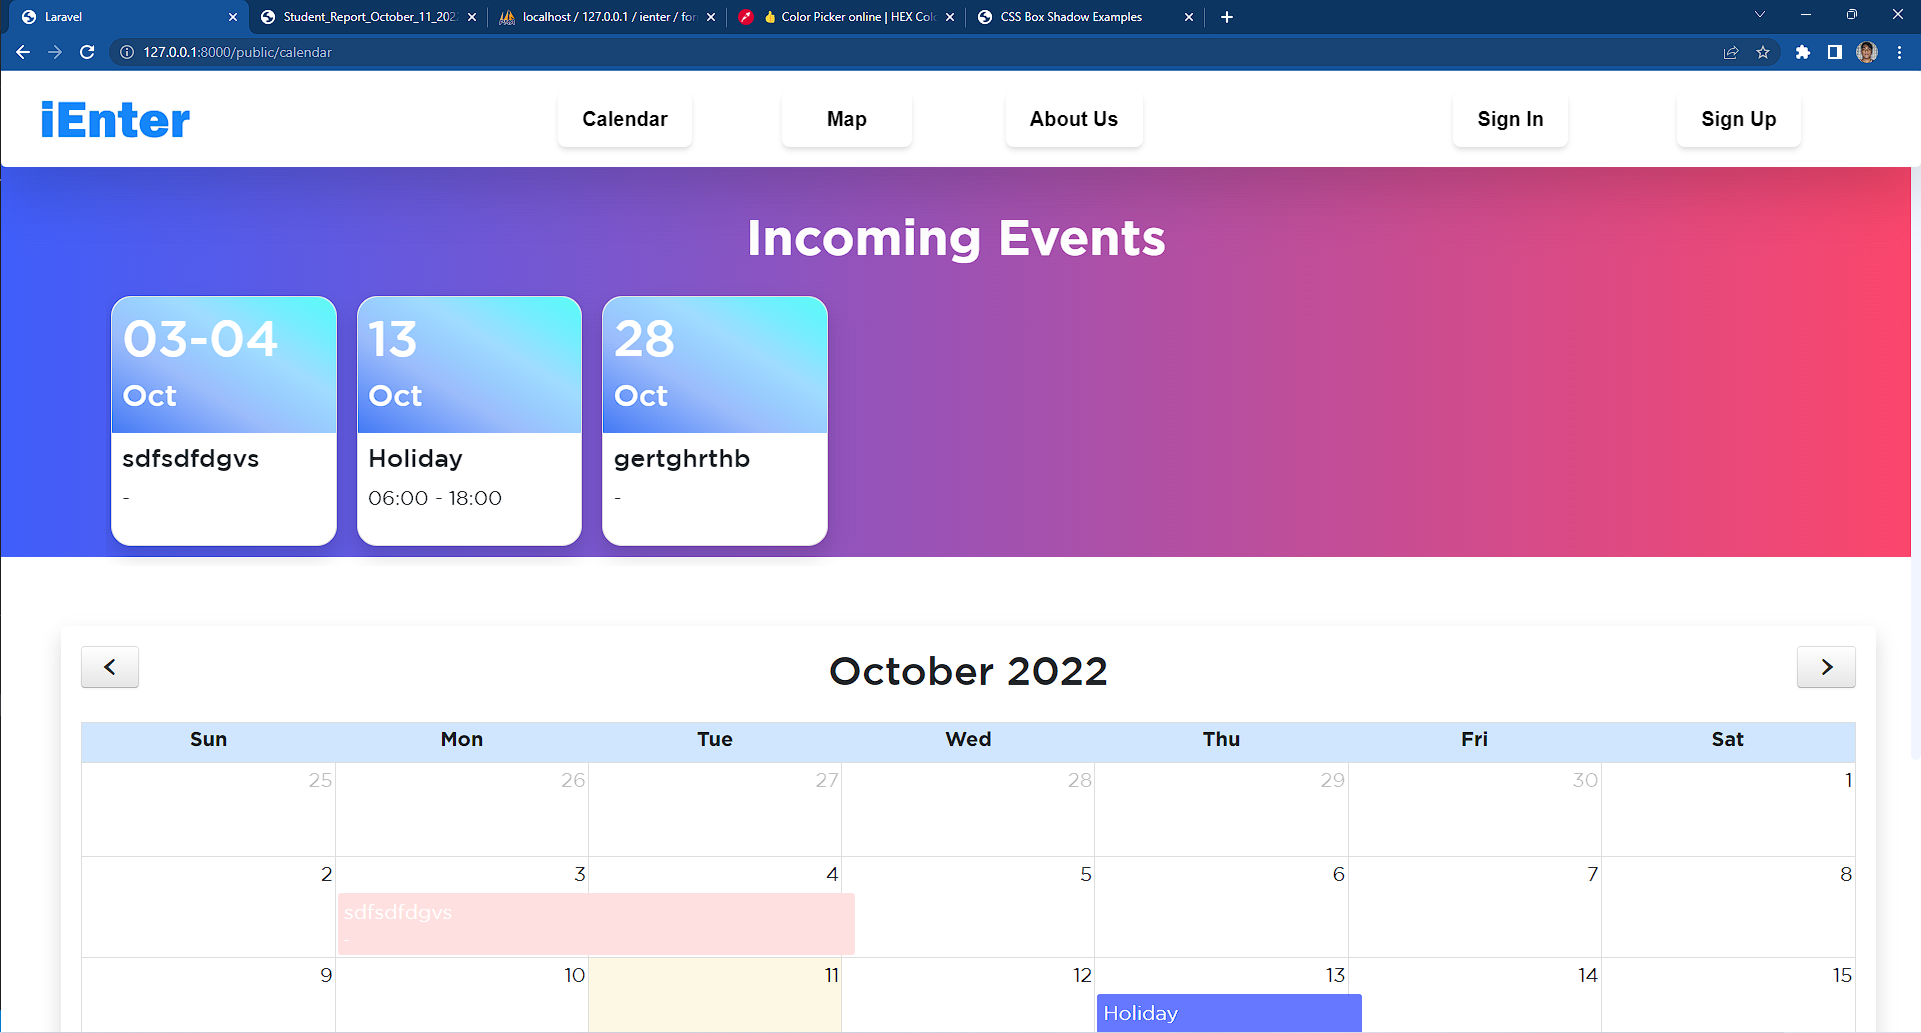 Laravel
Student_Report_October_11_202
localhost / 127.0.0.1 / ienter / for
👍 Color Picker online | HEX Colo
CSS Box Shadow Examples
127.0.0.1:8000/public/calendar
iEnter
Calendar
Map
About Us
Sign In
Sign Up
Incoming Events
03-04
Oct
sdfsdfdgvs
-
13
Oct
Holiday
06:00 - 18:00
28
Oct
gertghrthb
-
October 2022
Sun Mon Tue Wed Thu Fri Sat
25 26 27 28 29 30 1
2 3 4 5 6 7 8
sdfsdfdgvs
-
9 10 11 12 13 14 15
Holiday